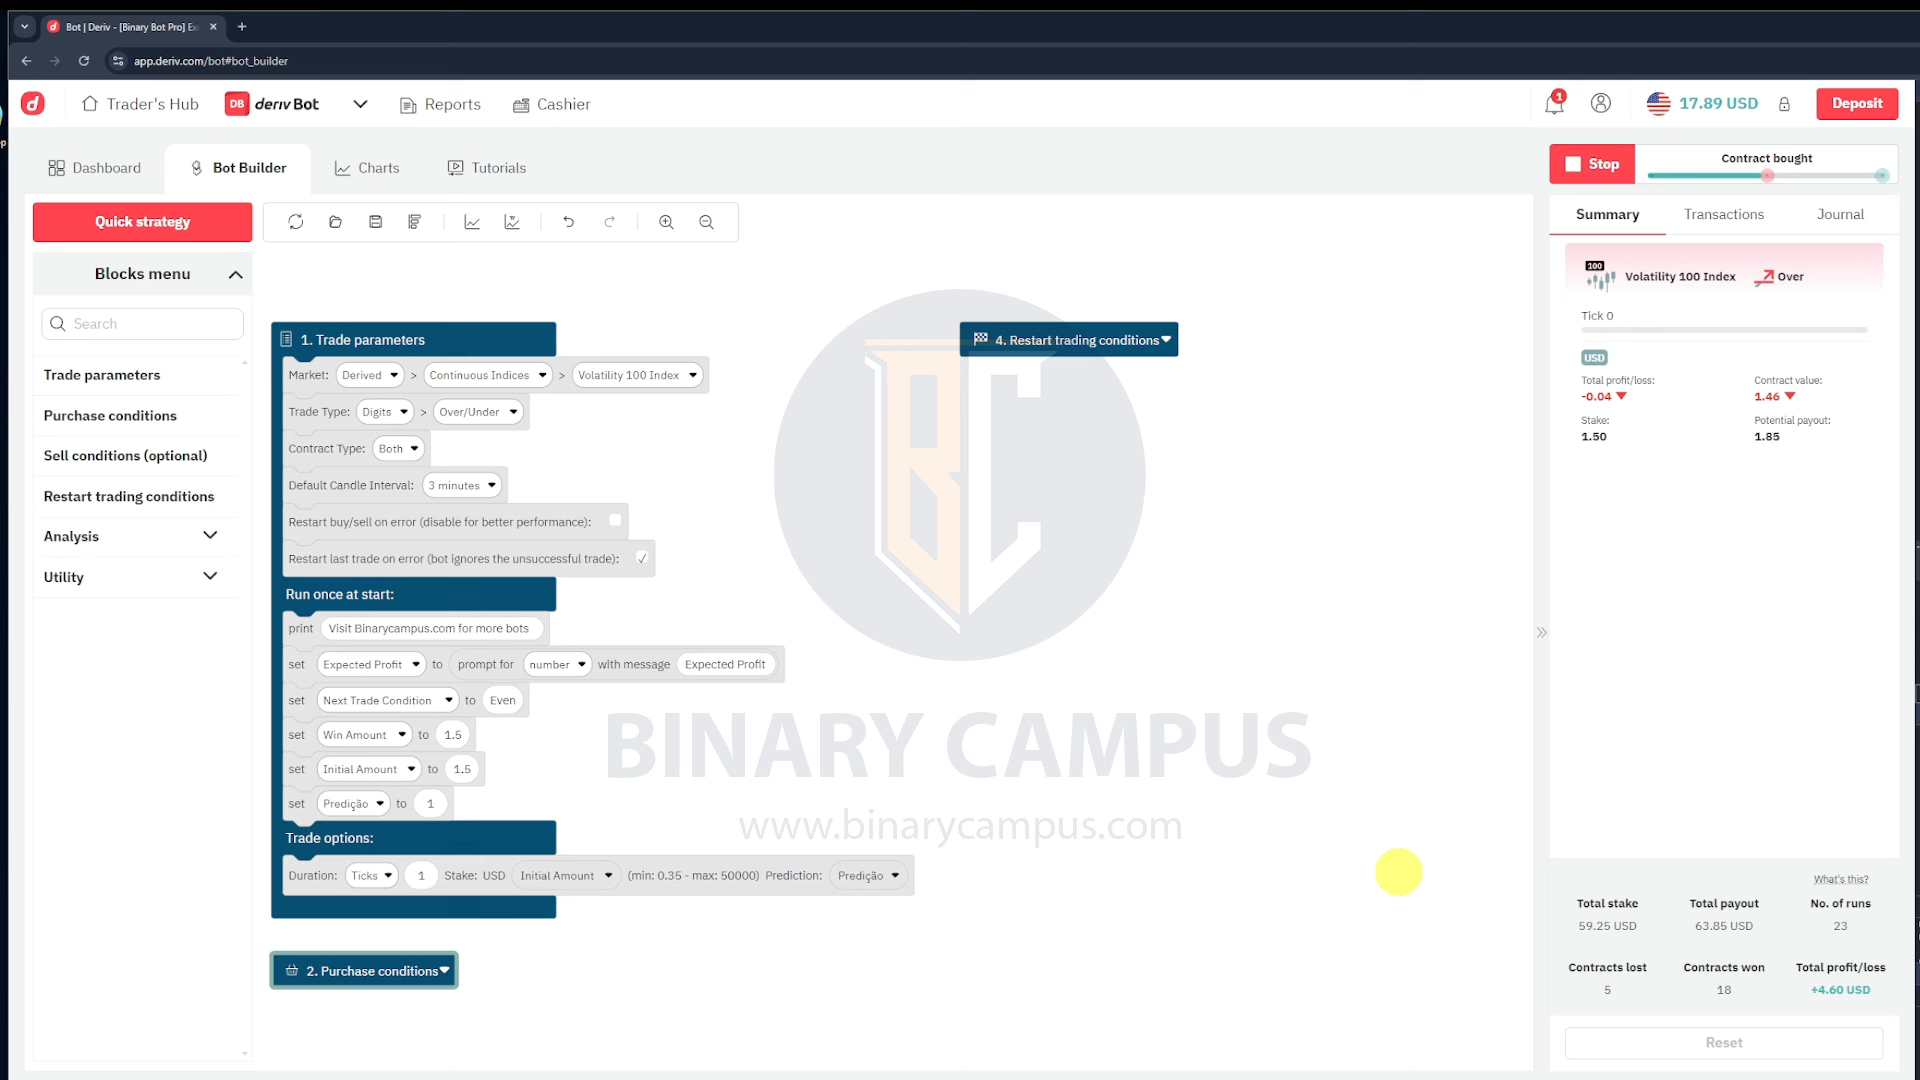 Bot | Deriv - [Binary Bot Pro] Ex
app.deriv.com/bot#bot_builder
Trader's Hub
DB deriv Bot
Reports
Cashier
1
17.89 USD
Deposit
Dashboard
Bot Builder
Charts
Tutorials
Stop
Contract bought
Quick strategy
Summary
Transactions
Journal
Blocks menu
Search
Trade parameters
Purchase conditions
Sell conditions (optional)
Restart trading conditions
Analysis
Utility
1. Trade parameters
Market: Derived > Continuous Indices > Volatility 100 Index
Trade Type: Digits > Over/Under
Contract Type: Both
Default Candle Interval: 3 minutes
Restart buy/sell on error (disable for better performance):
Restart last trade on error (bot ignores the unsuccessful trade): ✓
Run once at start:
print Visit Binarycampus.com for more bots
set Expected Profit to prompt for number with message Expected Profit
set Next Trade Condition to Even
set Win Amount to 1.5
set Initial Amount to 1.5
set Predição to 1
Trade options:
Duration: Ticks 1 Stake: USD Initial Amount (min: 0.35 - max: 50000) Prediction: Predição
2. Purchase conditions
4. Restart trading conditions
BC
BINARY CAMPUS
www.binarycampus.com
100
Volatility 100 Index
Over
Tick 0
USD
Total profit/loss: Contract value:
-0.04 1.46
Stake: Potential payout:
1.50 1.85
What's this?
Total stake Total payout No. of runs
59.25 USD 63.85 USD 23
Contracts lost Contracts won Total profit/loss
5 18 +4.60 USD
Reset